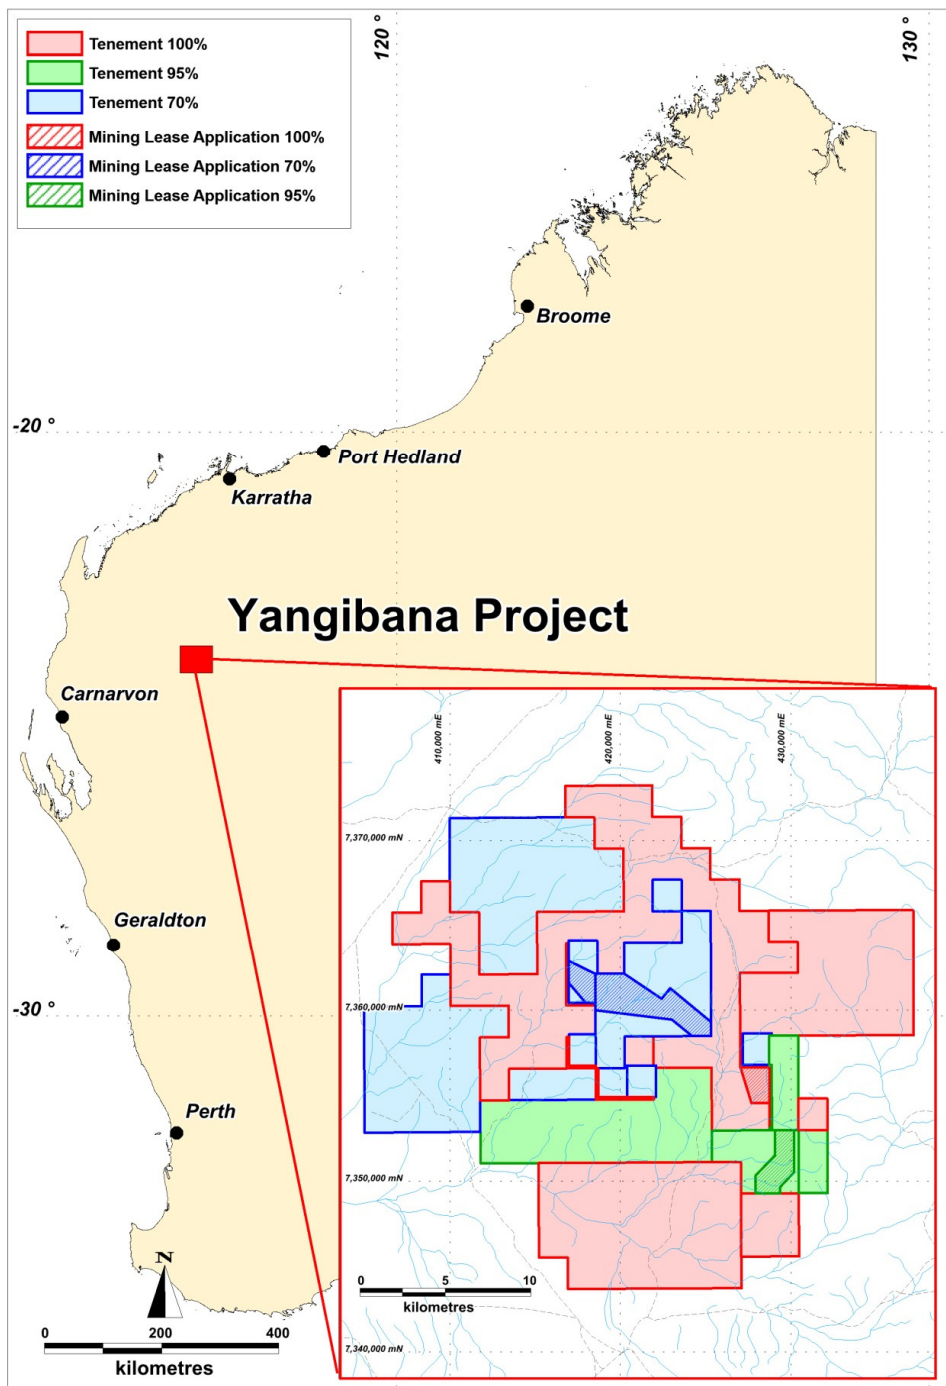 Tenement 100%
Tenement 95%
Tenement 70%
Mining Lease Application 100%
Mining Lease Application 70%
Mining Lease Application 95%
120 °
130 °
Broome
-20 °
Port Hedland
Karratha
Yangibana Project
Carnarvon
410,000 mE
420,000 mE
430,000 mE
7,370,000 mN
Geraldton
7,360,000 mN
-30 °
Perth
7,350,000 mN
N
0 5 10
kilometres
0 200 400
kilometres
7,340,000 mN